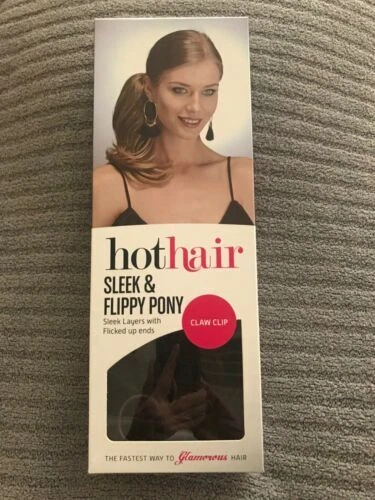 hothair
SLEEK &
FLIPPY PONY
Sleek Layers with
Flicked up ends
CLAW CLIP
THE FASTEST WAY TO Glamorous HAIR